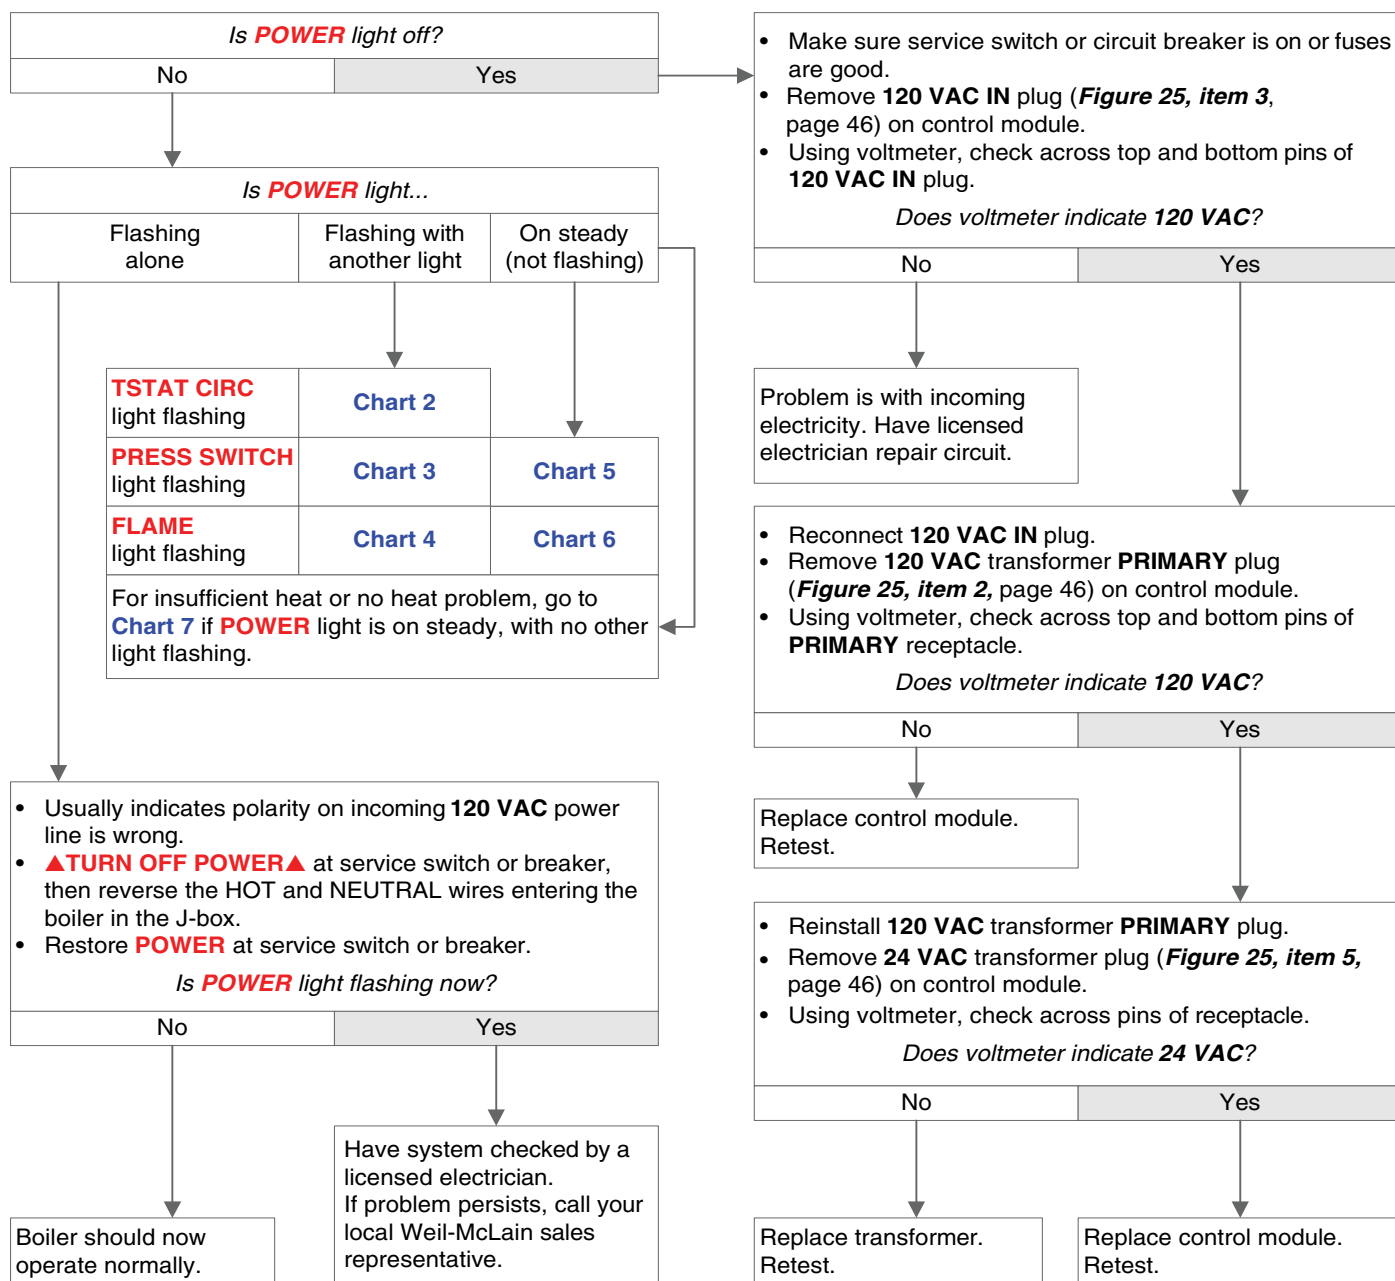 Is POWER light off?
No
Yes
Is POWER light...
Flashing
alone
Flashing with
another light
On steady
(not flashing)
TSTAT CIRC
light flashing
Chart 2
PRESS SWITCH
light flashing
Chart 3
Chart 5
FLAME
light flashing
Chart 4
Chart 6
For insufficient heat or no heat problem, go to
Chart 7 if POWER light is on steady, with no other
light flashing.
• Usually indicates polarity on incoming 120 VAC power
line is wrong.
• ▲TURN OFF POWER▲ at service switch or breaker,
then reverse the HOT and NEUTRAL wires entering the
boiler in the J-box.
• Restore POWER at service switch or breaker.
Is POWER light flashing now?
No
Yes
Boiler should now
operate normally.
Have system checked by a
licensed electrician.
If problem persists, call your
local Weil-McLain sales
representative.
• Make sure service switch or circuit breaker is on or fuses
are good.
• Remove 120 VAC IN plug (Figure 25, item 3,
page 46) on control module.
• Using voltmeter, check across top and bottom pins of
120 VAC IN plug.
Does voltmeter indicate 120 VAC?
No
Yes
Problem is with incoming
electricity. Have licensed
electrician repair circuit.
• Reconnect 120 VAC IN plug.
• Remove 120 VAC transformer PRIMARY plug
(Figure 25, item 2, page 46) on control module.
• Using voltmeter, check across top and bottom pins of
PRIMARY receptacle.
Does voltmeter indicate 120 VAC?
No
Yes
Replace control module.
Retest.
• Reinstall 120 VAC transformer PRIMARY plug.
• Remove 24 VAC transformer plug (Figure 25, item 5,
page 46) on control module.
• Using voltmeter, check across pins of receptacle.
Does voltmeter indicate 24 VAC?
No
Yes
Replace transformer.
Retest.
Replace control module.
Retest.